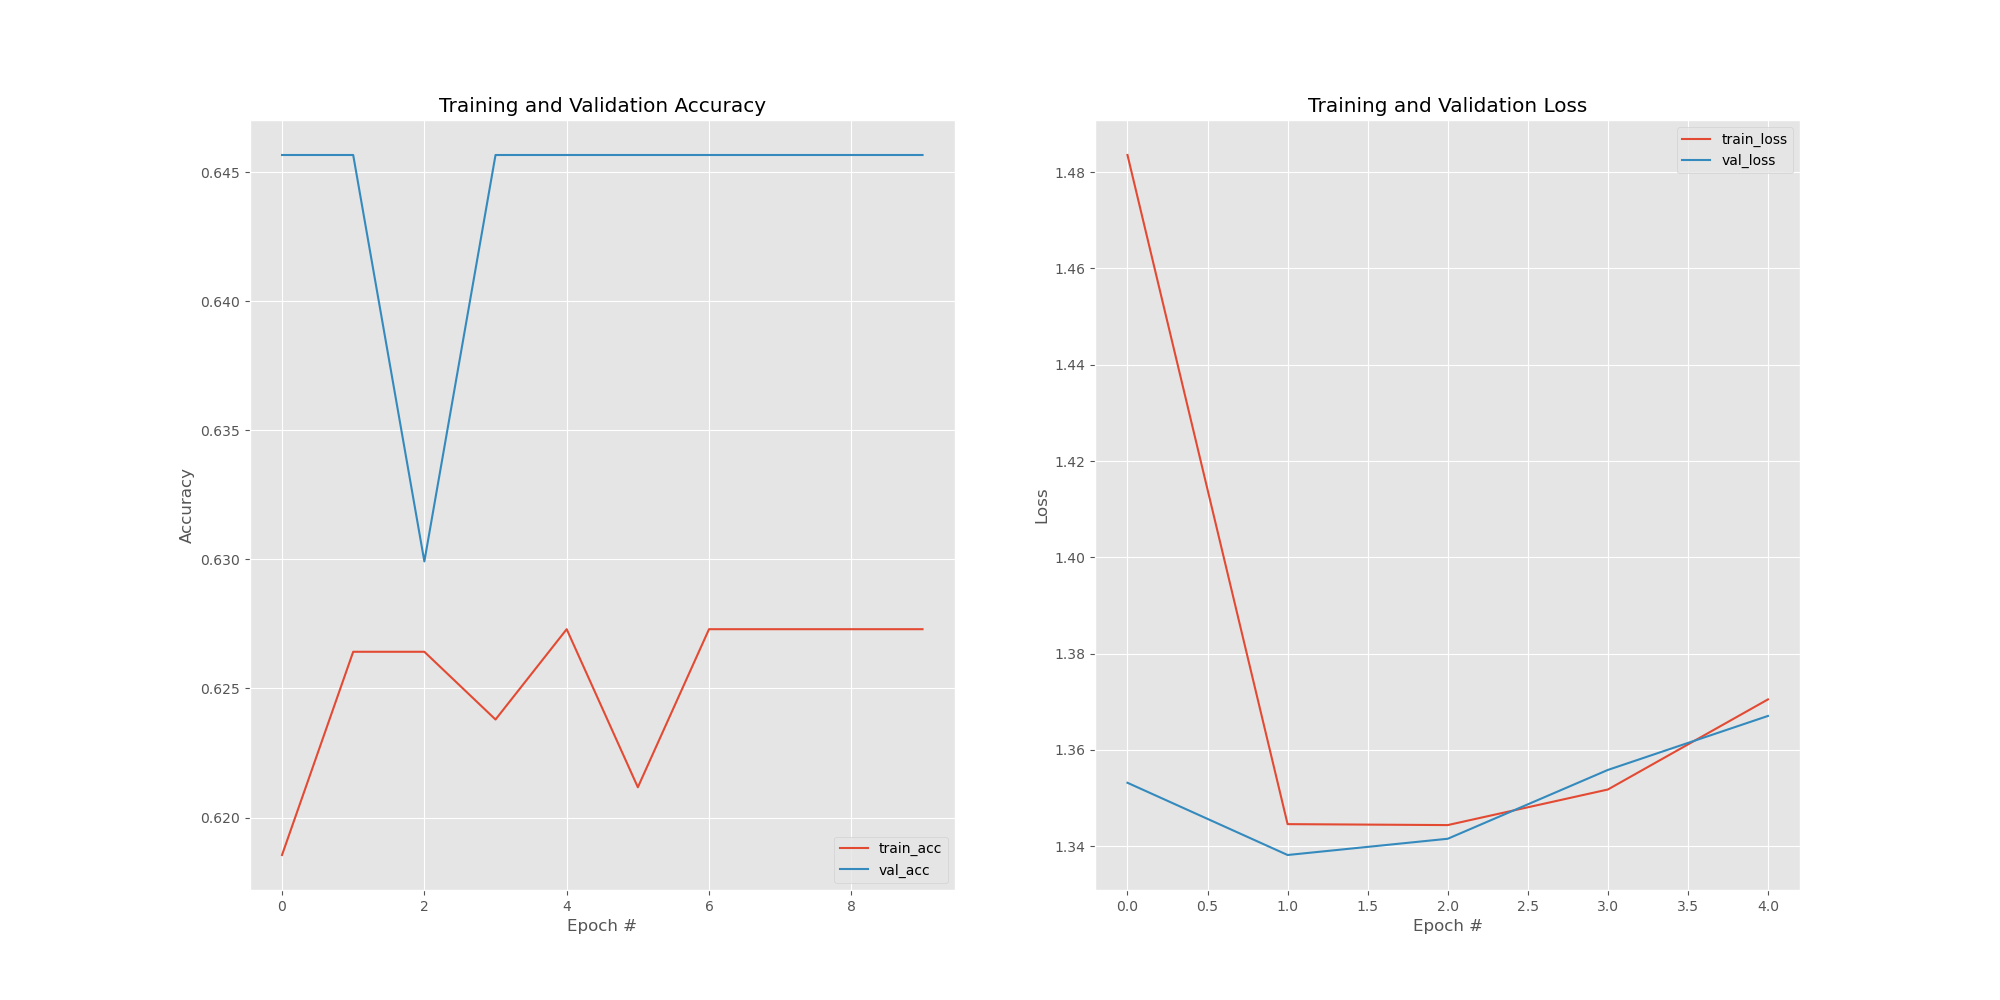 Training and Validation Accuracy
0.645
0.640
0.635
0.630
0.625
0.620
Accuracy
train_acc
val_acc
0 2 4 6 8
Epoch #
Training and Validation Loss
train_loss
val_loss
1.48
1.46
1.44
1.42
1.40
1.38
1.36
1.34
Loss
0.0 0.5 1.0 1.5 2.0 2.5 3.0 3.5 4.0
Epoch #